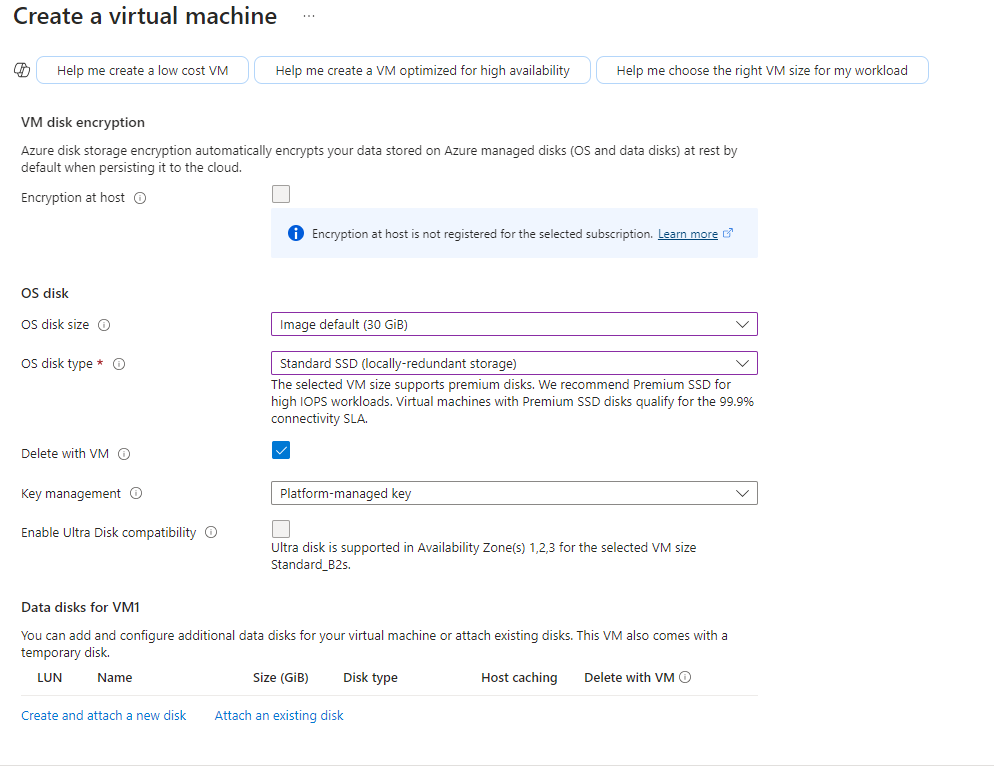 Create a virtual machine ...
Help me create a low cost VM
Help me create a VM optimized for high availability
Help me choose the right VM size for my workload
VM disk encryption
Azure disk storage encryption automatically encrypts your data stored on Azure managed disks (OS and data disks) at rest by
default when persisting it to the cloud.
Encryption at host
Encryption at host is not registered for the selected subscription. Learn more
OS disk
OS disk size
Image default (30 GiB)
OS disk type *
Standard SSD (locally-redundant storage)
The selected VM size supports premium disks. We recommend Premium SSD for
high IOPS workloads. Virtual machines with Premium SSD disks qualify for the 99.9%
connectivity SLA.
Delete with VM
Key management
Platform-managed key
Enable Ultra Disk compatibility
Ultra disk is supported in Availability Zone(s) 1,2,3 for the selected VM size
Standard_B2s.
Data disks for VM1
You can add and configure additional data disks for your virtual machine or attach existing disks. This VM also comes with a
temporary disk.
LUN Name Size (GiB) Disk type Host caching Delete with VM
Create and attach a new disk Attach an existing disk